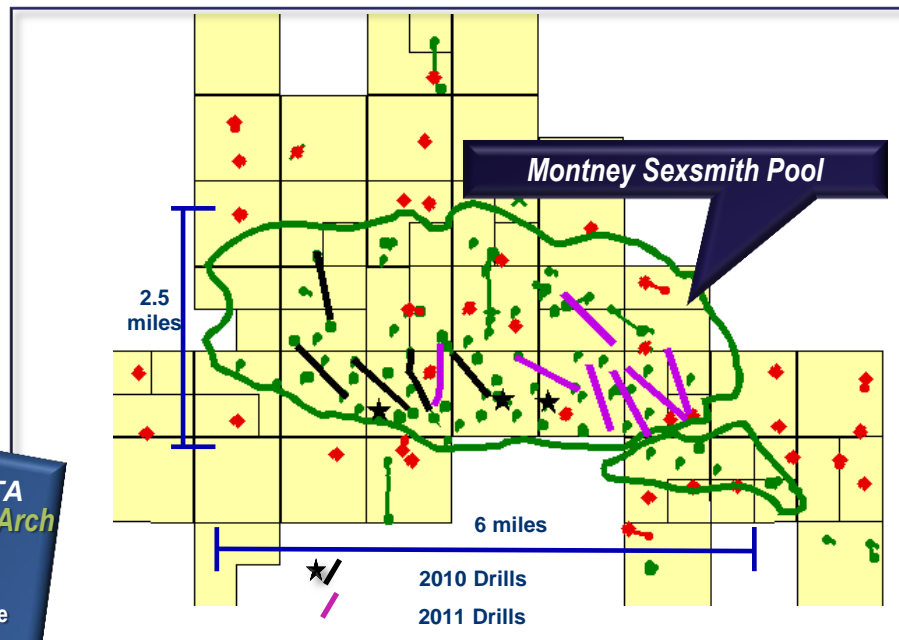 Montney Sexsmith Pool
2.5
miles
TA
Arch
e
6 miles
2010 Drills
2011 Drills